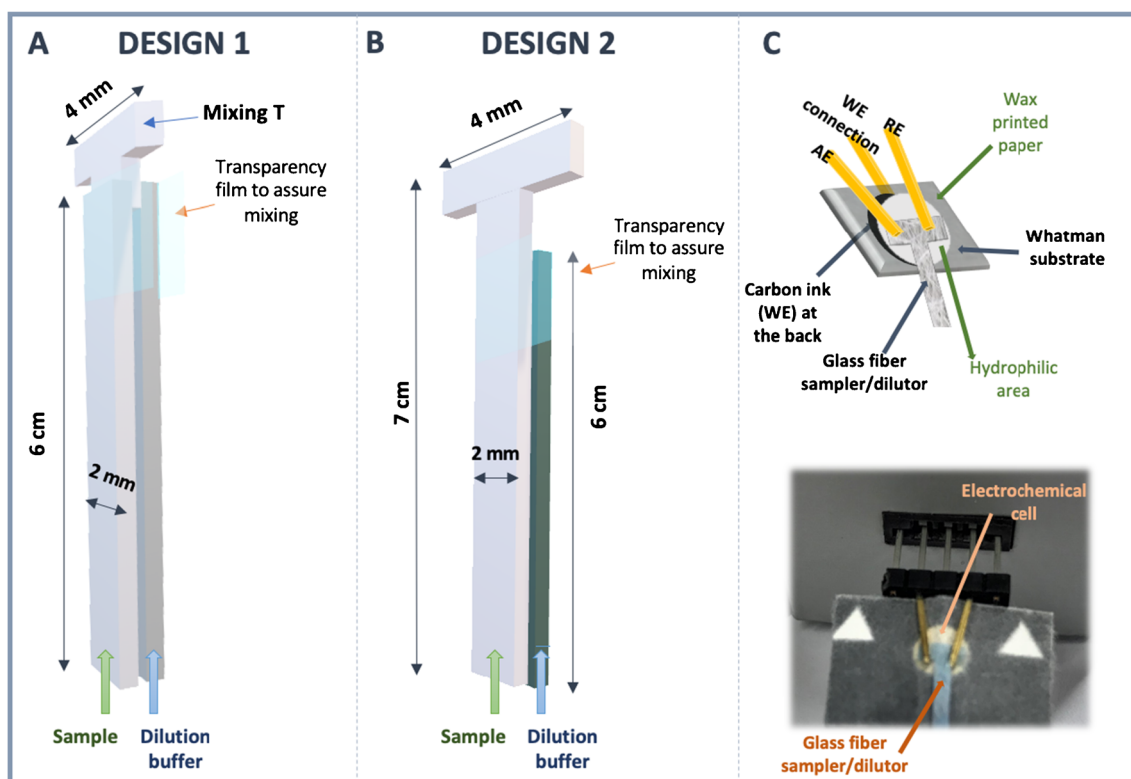 A
DESIGN 1
4 mm
Mixing T
Transparency
film to assure
mixing
6 cm
2 mm
Sample
Dilution
buffer
B
DESIGN 2
4 mm
Transparency
film to assure
mixing
7 cm
6 cm
2 mm
Sample
Dilution
buffer
C
WE
connection
RE
AE
Wax
printed
paper
Whatman
substrate
Carbon ink
(WE) at
the back
Glass fiber
sampler/dilutor
Hydrophilic
area
Electrochemical
cell
Glass fiber
sampler/dilutor